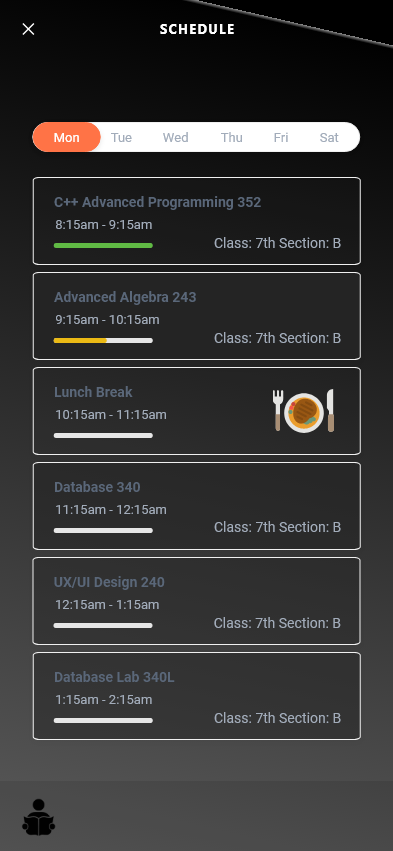 SCHEDULE
Mon Tue Wed Thu Fri Sat
C++ Advanced Programming 352
8:15am - 9:15am
Class: 7th Section: B
Advanced Algebra 243
9:15am - 10:15am
Class: 7th Section: B
Lunch Break
10:15am - 11:15am
Database 340
11:15am - 12:15am
Class: 7th Section: B
UX/UI Design 240
12:15am - 1:15am
Class: 7th Section: B
Database Lab 340L
1:15am - 2:15am
Class: 7th Section: B